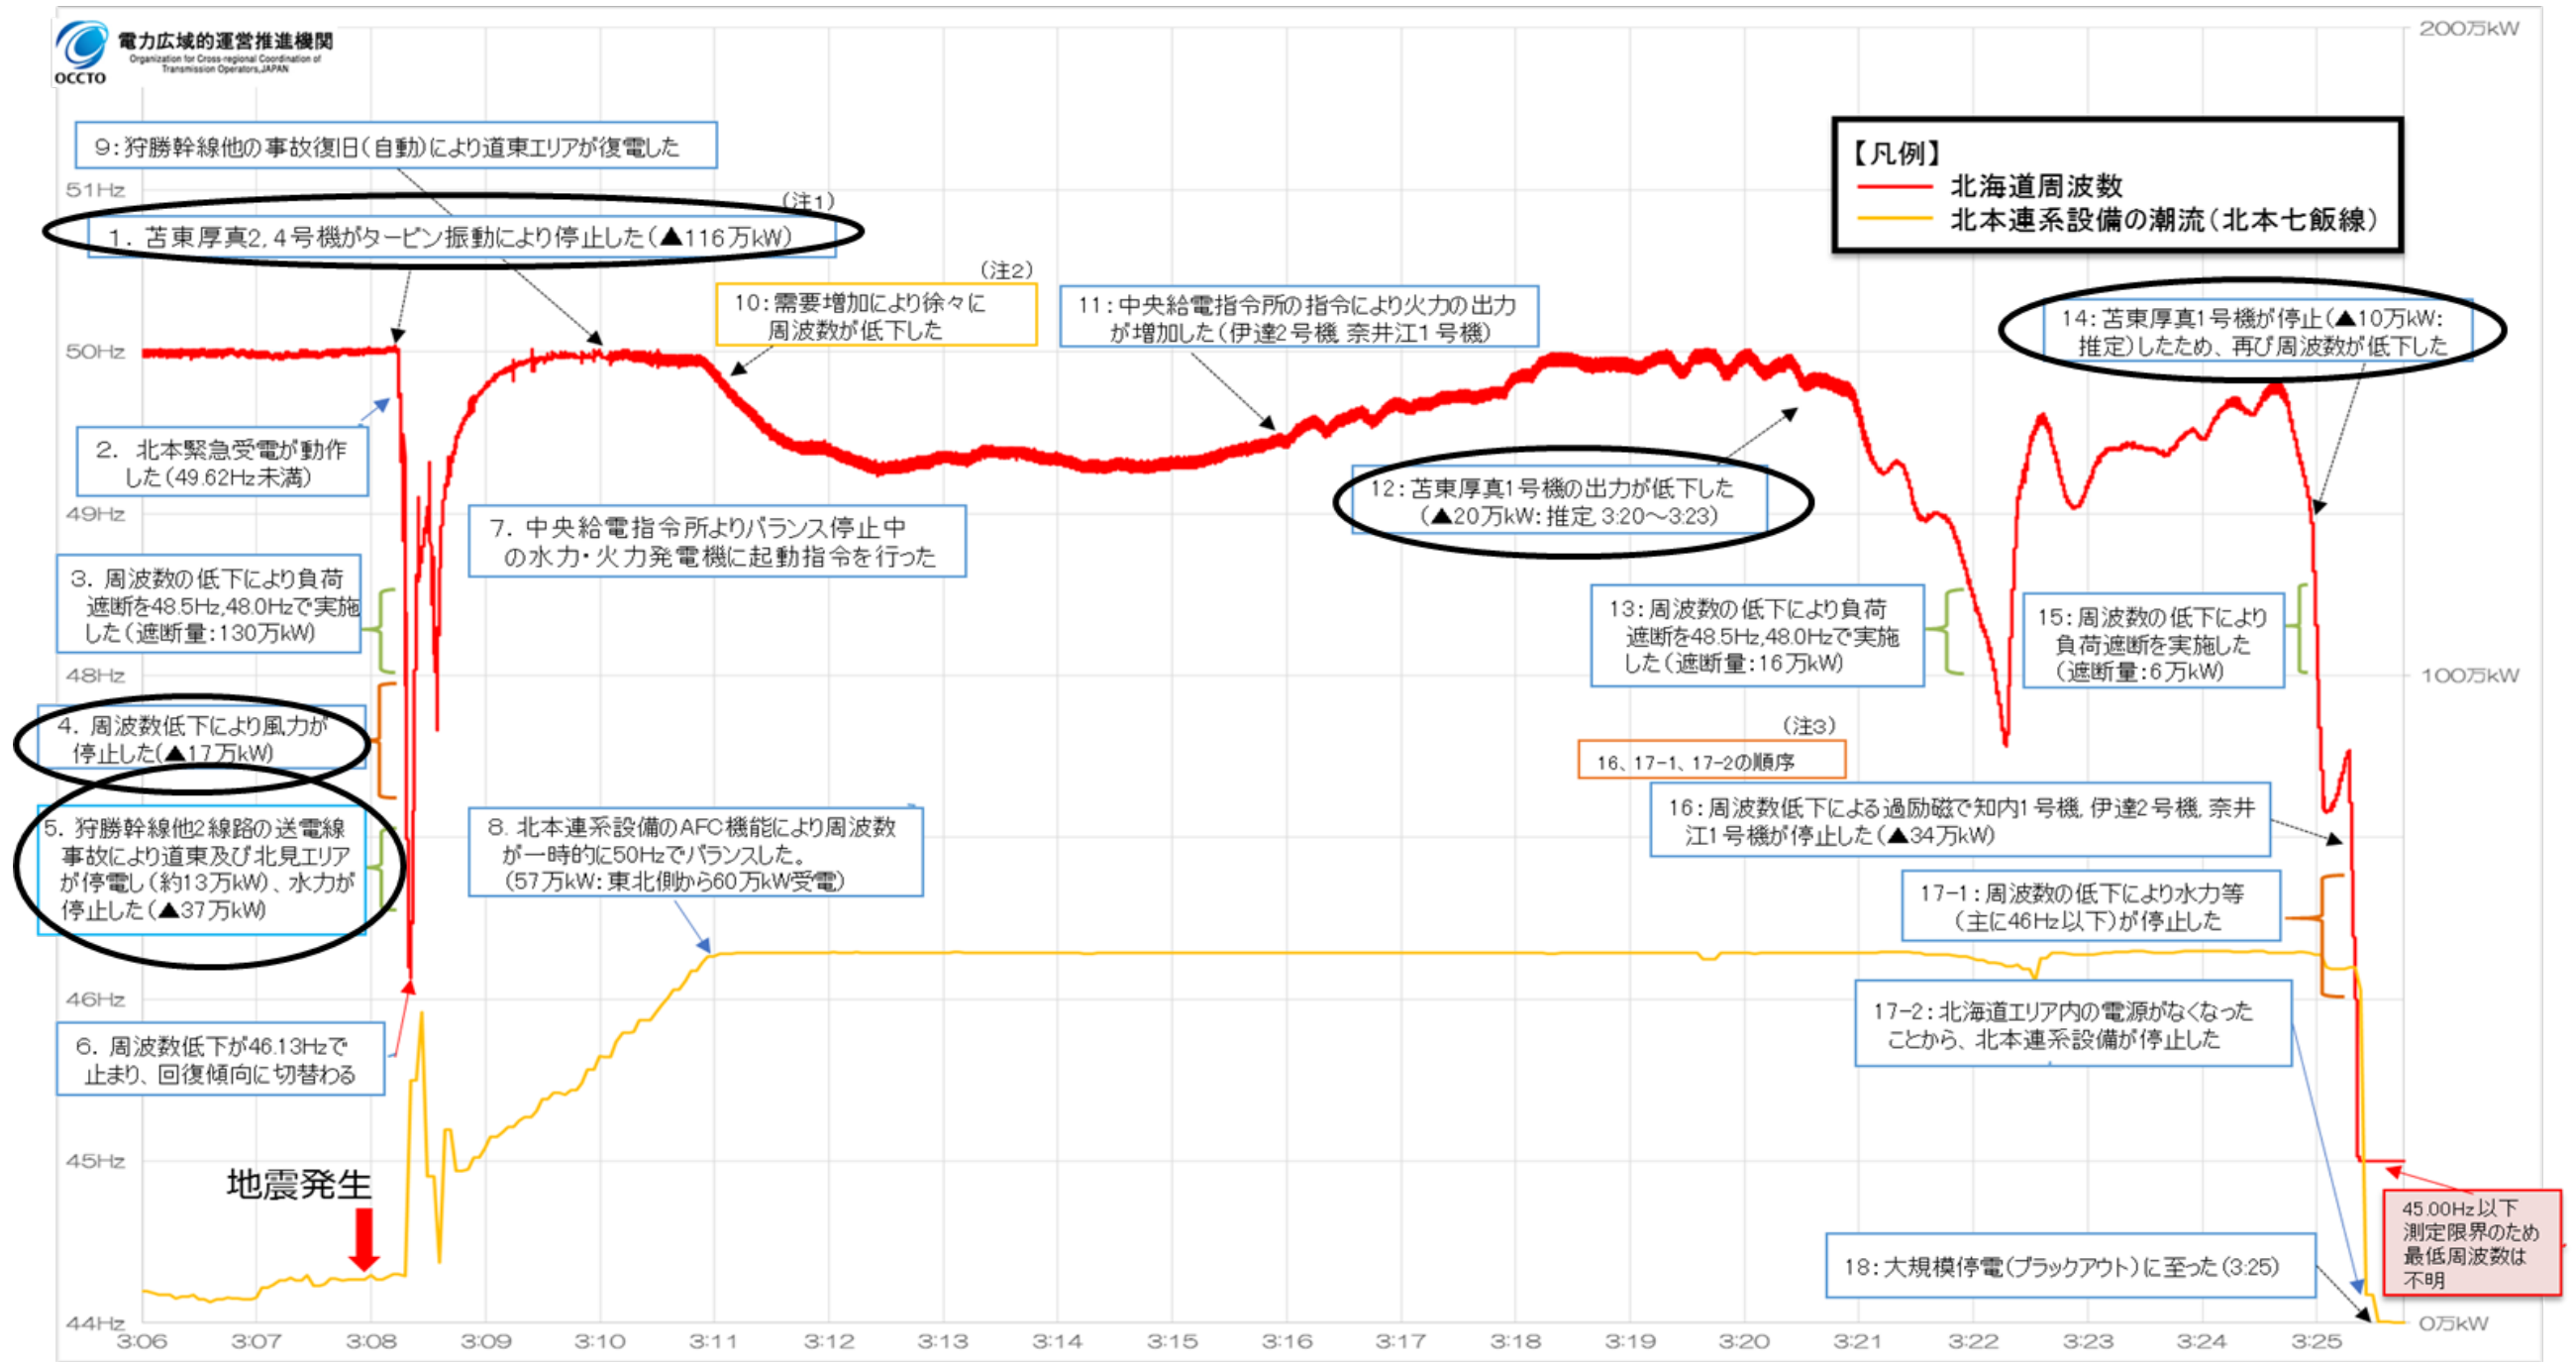 電力広域的運営推進機関
Organization for Cross-regional Coordination of
Transmission Operators,JAPAN
OCCTO
200万kW
【凡例】
北海道周波数
北本連系設備の潮流(北本七飯線)
9:狩勝幹線他の事故復旧(自動)により道東エリアが復電した
51Hz
(注1)
1. 苫東厚真2,4号機がタービン振動により停止した(▲116万kW)
(注2)
10:需要増加により徐々に
周波数が低下した
11:中央給電指令所の指令により火力の出力
が増加した(伊達2号機,奈井江1号機)
14:苫東厚真1号機が停止(▲10万kW:
推定)したため、再び周波数が低下した
50Hz
2. 北本緊急受電が動作
した(49.62Hz未満)
12:苫東厚真1号機の出力が低下した
(▲20万kW:推定,3:20～3:23)
49Hz
7. 中央給電指令所よりバランス停止中
の水力・火力発電機に起動指令を行った
3. 周波数の低下により負荷
遮断を48.5Hz,48.0Hzで実施
した(遮断量:130万kW)
13:周波数の低下により負荷
遮断を48.5Hz,48.0Hzで実施
した(遮断量:16万kW)
15:周波数の低下により
負荷遮断を実施した
(遮断量:6万kW)
48Hz
100万kW
4. 周波数低下により風力が
停止した(▲17万kW)
(注3)
16、17-1、17-2の順序
5. 狩勝幹線他2線路の送電線
事故により道東及び北見エリア
が停電し(約13万kW)、水力が
停止した(▲37万kW)
8. 北本連系設備のAFC機能により周波数
が一時的に50Hzでバランスした。
(57万kW:東北側から60万kW受電)
16:周波数低下による過励磁で知内1号機,伊達2号機,奈井
江1号機が停止した(▲34万kW)
17-1:周波数の低下により水力等
(主に46Hz以下)が停止した
46Hz
6. 周波数低下が46.13Hzで
止まり、回復傾向に切替わる
17-2:北海道エリア内の電源がなくなった
ことから、北本連系設備が停止した
45Hz
地震発生
45.00Hz以下
測定限界のため
最低周波数は
不明
18:大規模停電(ブラックアウト)に至った(3:25)
44Hz
0万kW
3:06 3:07 3:08 3:09 3:10 3:11 3:12 3:13 3:14 3:15 3:16 3:17 3:18 3:19 3:20 3:21 3:22 3:23 3:24 3:25